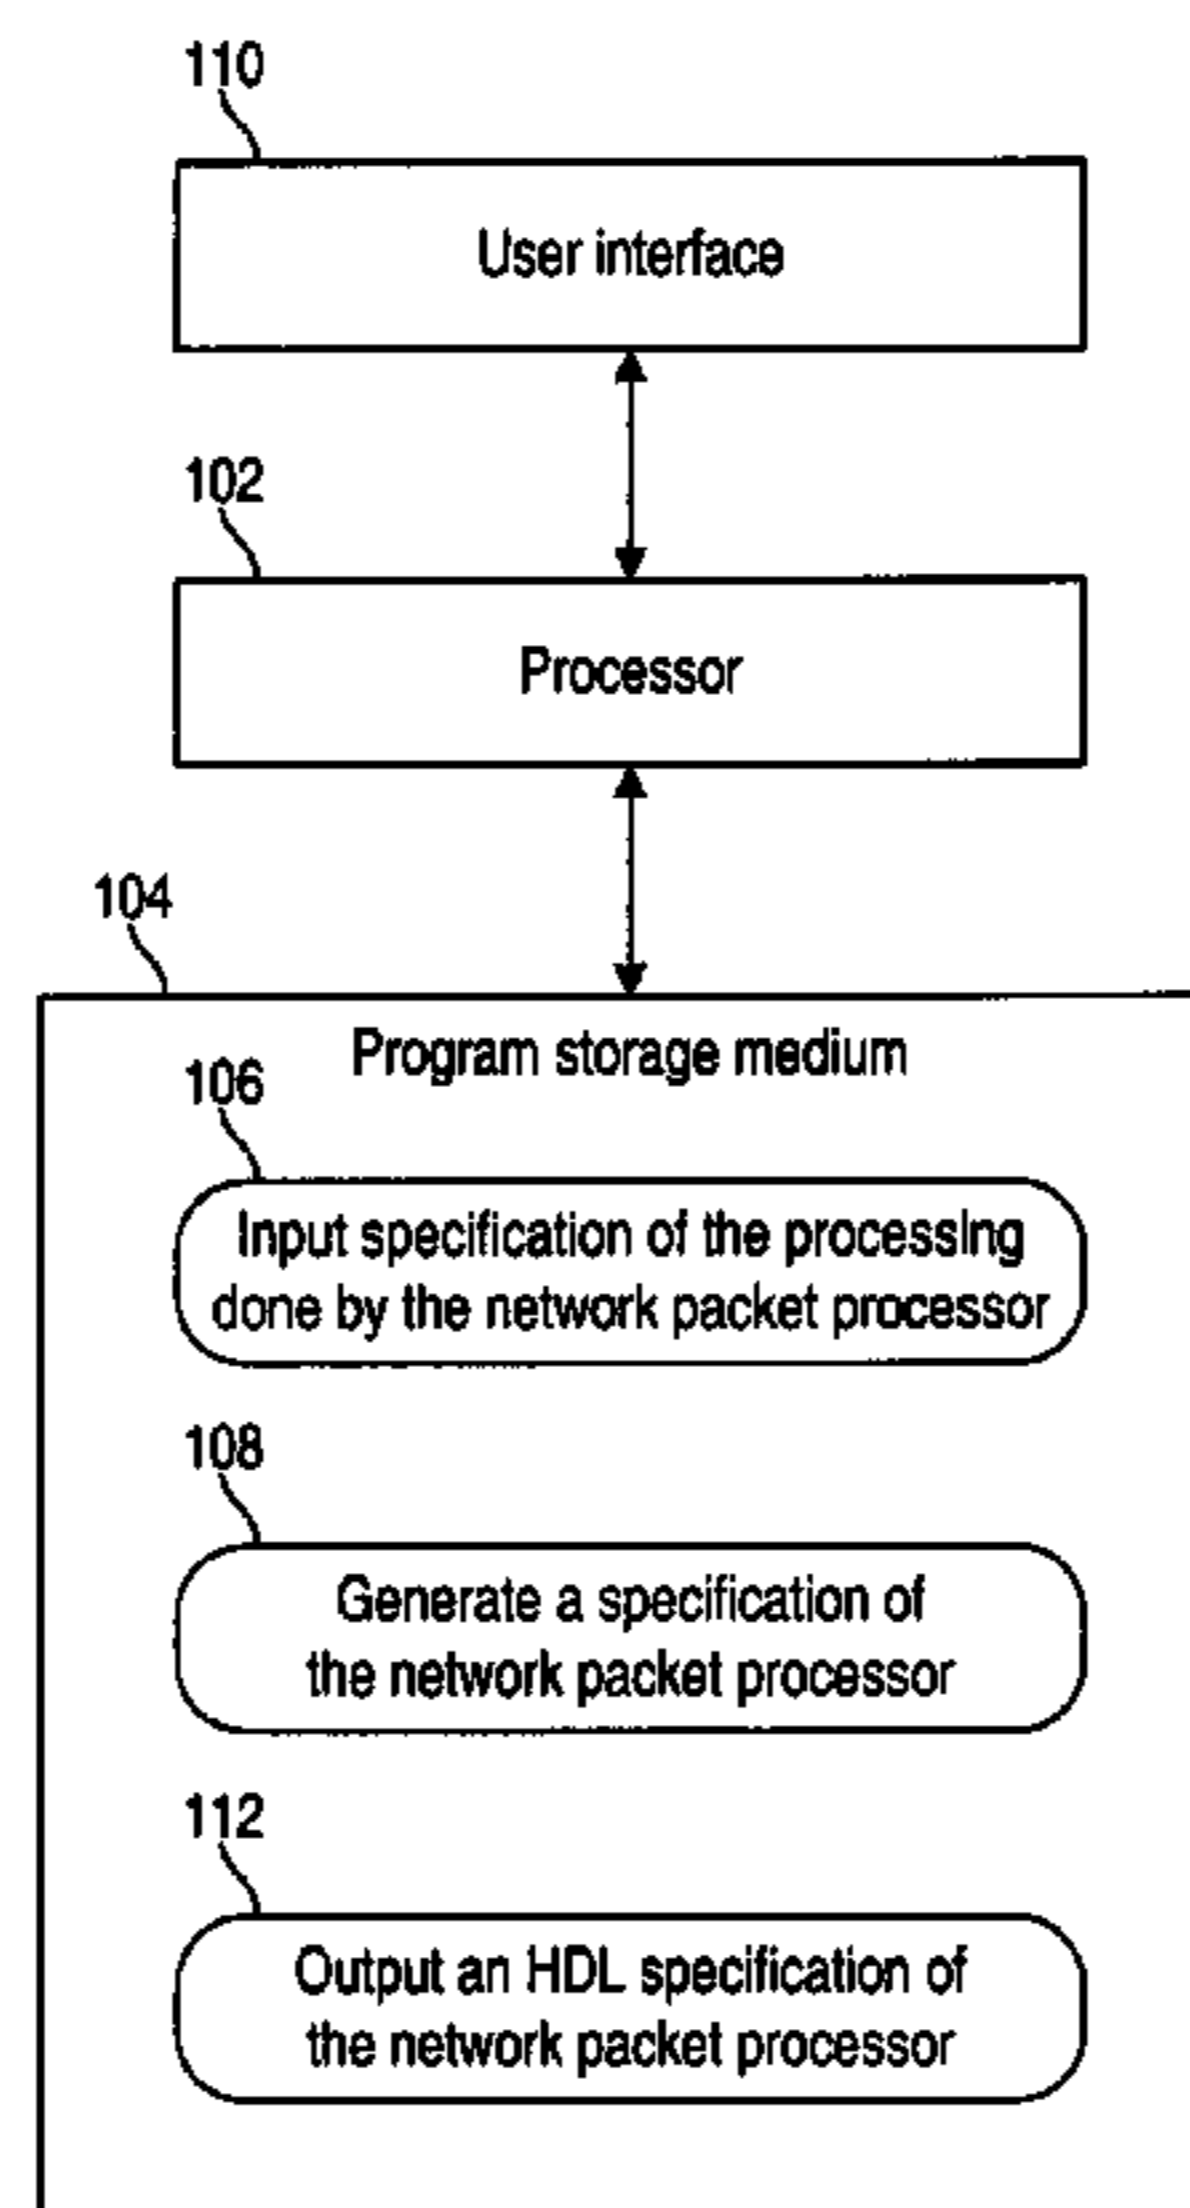 110
User interface
102
Processor
104
Program storage medium
106
Input specification of the processing
done by the network packet processor
108
Generate a specification of
the network packet processor
112
Output an HDL specification of
the network packet processor